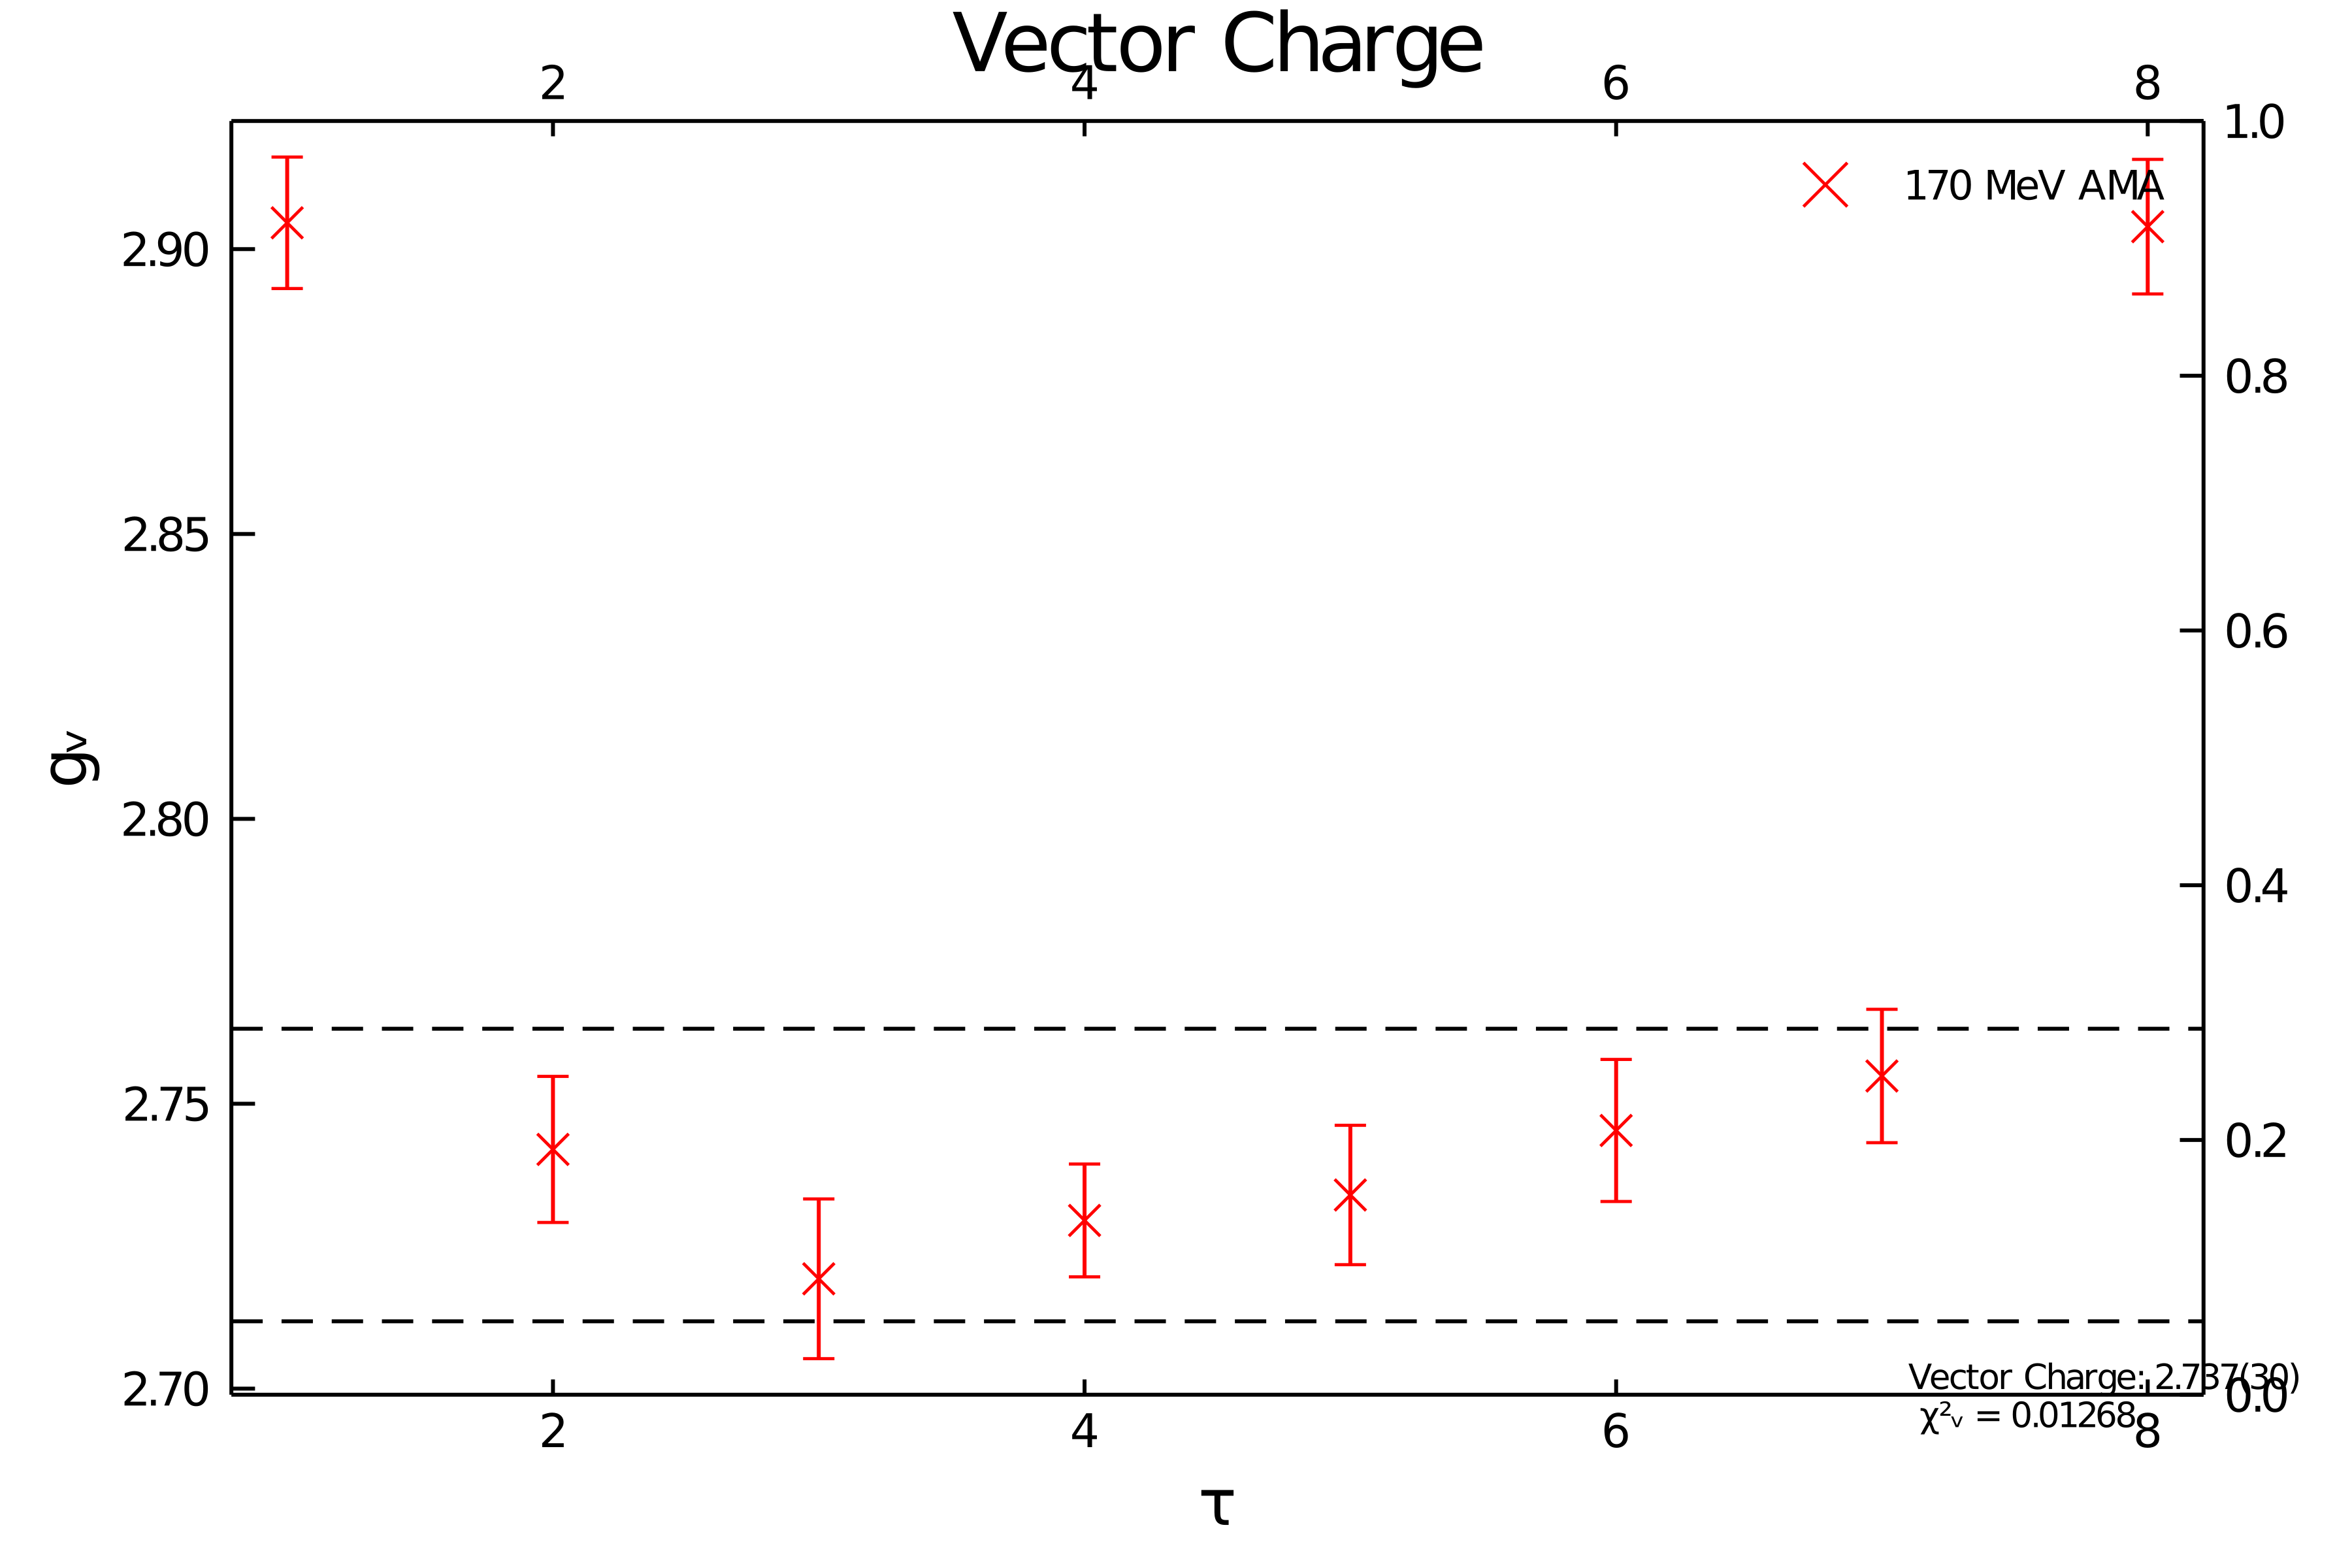 Vector Charge
2 4 6 8
170 MeV AMA
2.90
2.85
2.80
2.75
2.70
gᵥ
1.0
0.8
0.6
0.4
0.2
0.0
Vector Charge: 2.737(30)
χ²ᵥ = 0.01268
2 4 6 8
τ